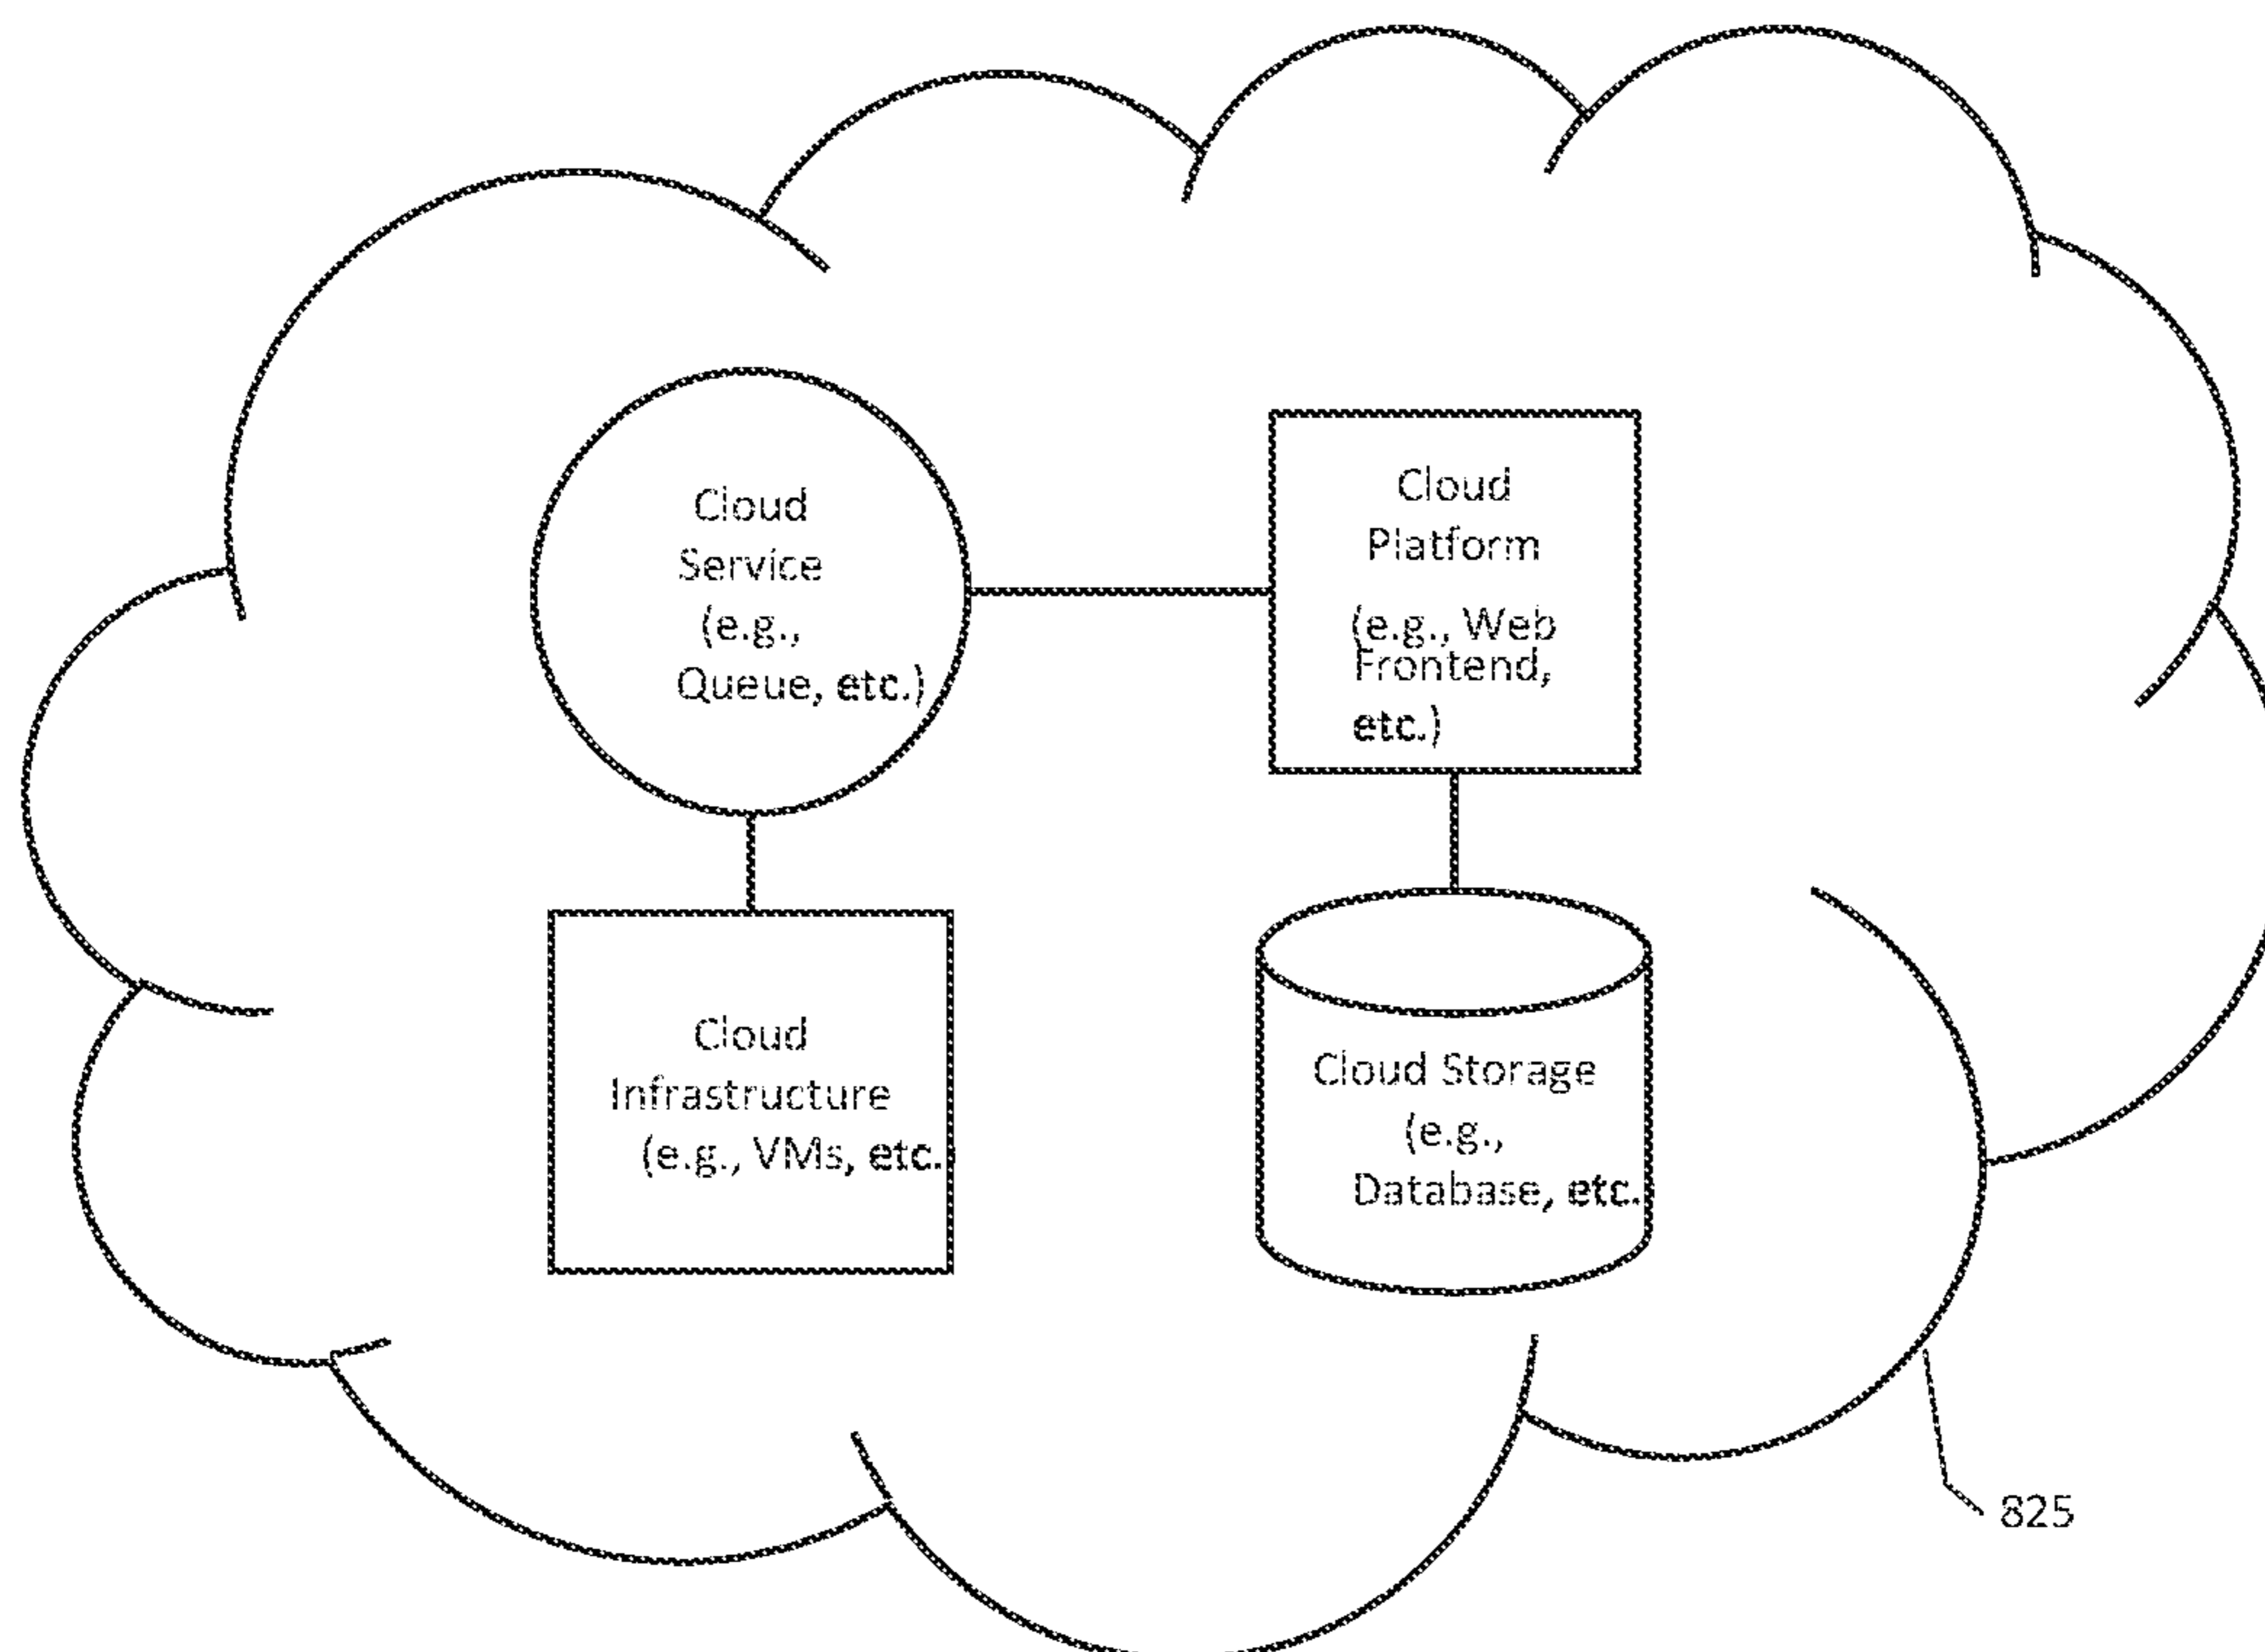 Cloud
Service
(e.g.,
Queue, etc.)
Cloud
Platform
(e.g., Web
Frontend,
etc.)
Cloud
Infrastructure
(e.g., VMs, etc.)
Cloud Storage
(e.g.,
Database, etc.)
825